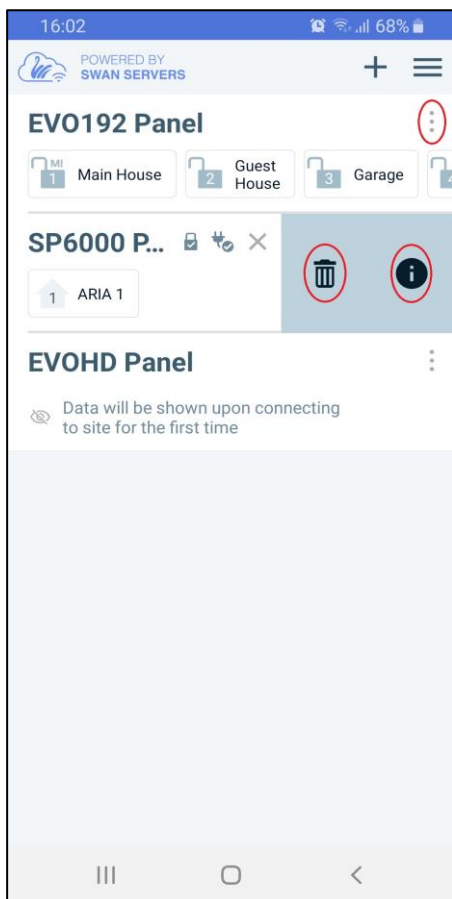 16:02 68%
POWERED BY
SWAN SERVERS
EVO192 Panel
MI
1 Main House 2 Guest House 3 Garage
SP6000 P...
1 ARIA 1
EVOHD Panel
Data will be shown upon connecting
to site for the first time